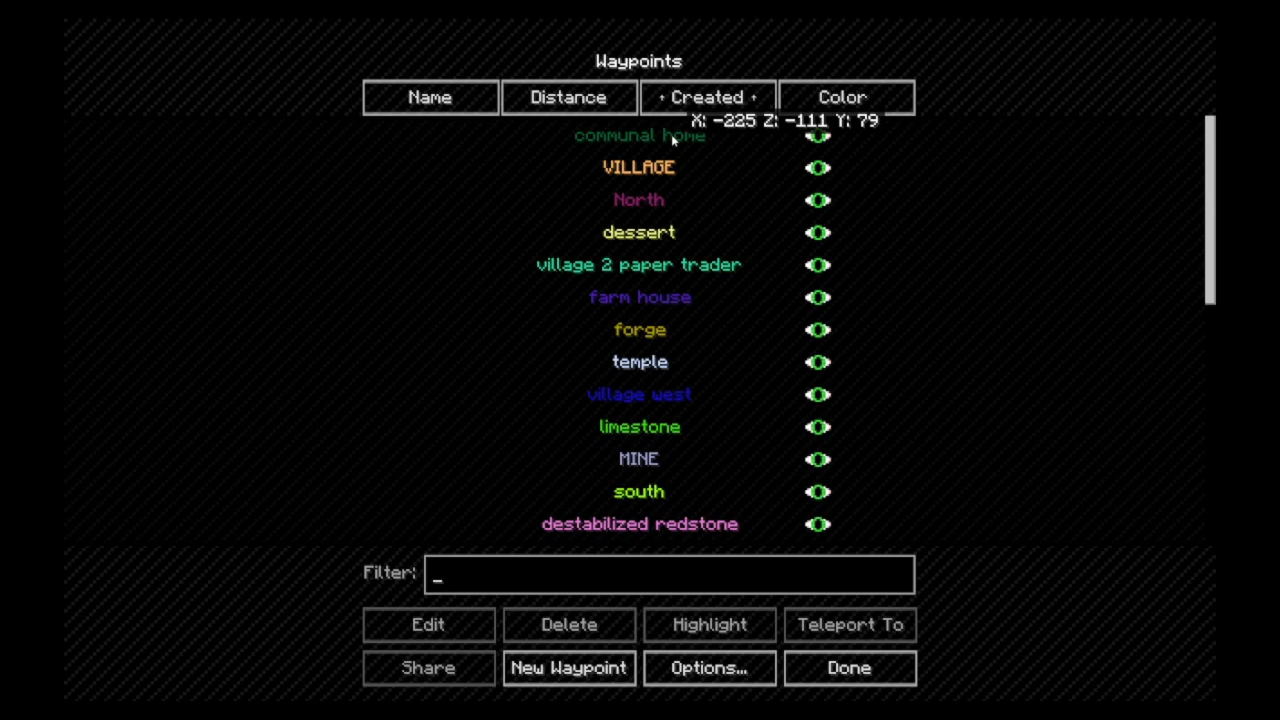 Waypoints
Name Distance ↑ Created ↑ Color
X: -225 Z: -111 Y: 79
communal home
VILLAGE
North
dessert
village 2 paper trader
farm house
forge
temple
village west
limestone
MINE
south
destabilized redstone
Filter: _
Edit Delete Highlight Teleport To
Share New Waypoint Options... Done